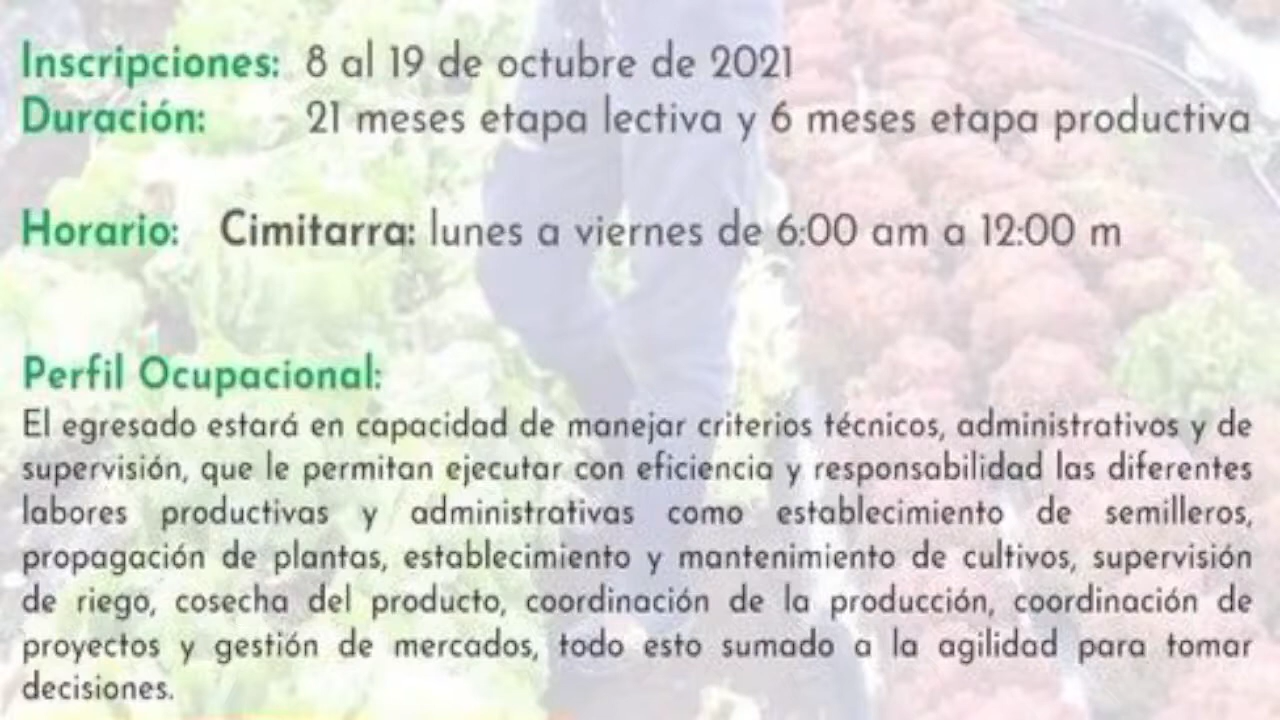 Inscripciones: 8 al 19 de octubre de 2021
Duración: 21 meses etapa lectiva y 6 meses etapa productiva
Horario: Cimitarra: lunes a viernes de 6:00 am a 12:00 m
Perfil Ocupacional:
El egresado estará en capacidad de manejar criterios técnicos, administrativos y de
supervisión, que le permitan ejecutar con eficiencia y responsabilidad las diferentes
labores productivas y administrativas como establecimiento de semilleros,
propagación de plantas, establecimiento y mantenimiento de cultivos, supervisión
de riego, cosecha del producto, coordinación de la producción, coordinación de
proyectos y gestión de mercados, todo esto sumado a la agilidad para tomar
decisiones.